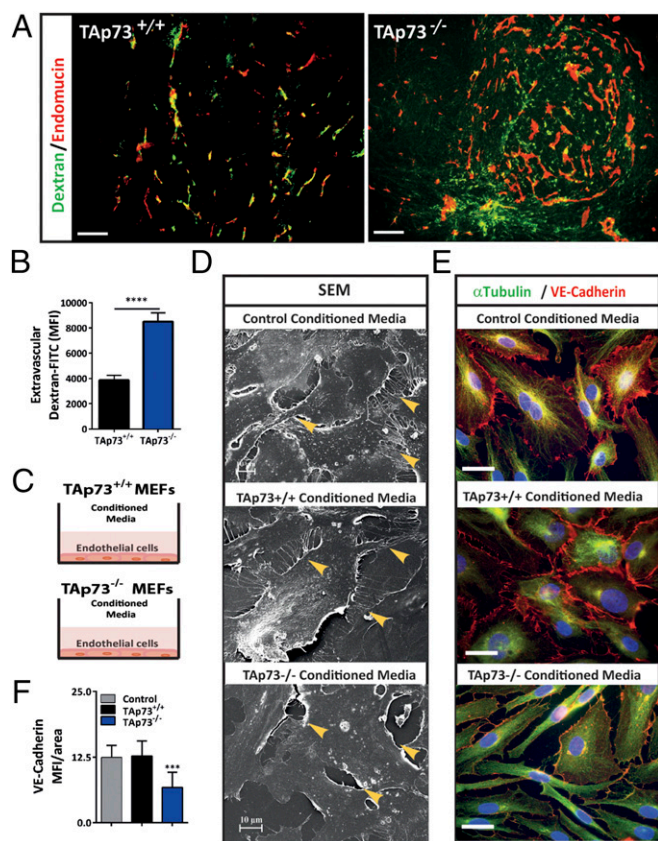 A
TAp73 +/+
TAp73 -/-
Dextran/Endomucin
B
Extravascular
Dextran-FITC (MFI)
10000
8000
6000
4000
2000
0
****
TAp73+/+ TAp73-/-
C
TAp73+/+ MEFs
Conditioned
Media
Endothelial cells
TAp73-/- MEFs
Conditioned
Media
Endothelial cells
F
VE-Cadherin
MFI/area
25.0
12.5
0.0
Control
TAp73+/+
TAp73-/-
***
D
SEM
Control Conditioned Media
TAp73+/+ Conditioned Media
TAp73-/- Conditioned Media
10 µm
E
αTubulin / VE-Cadherin
Control Conditioned Media
TAp73+/+ Conditioned Media
TAp73-/- Conditioned Media